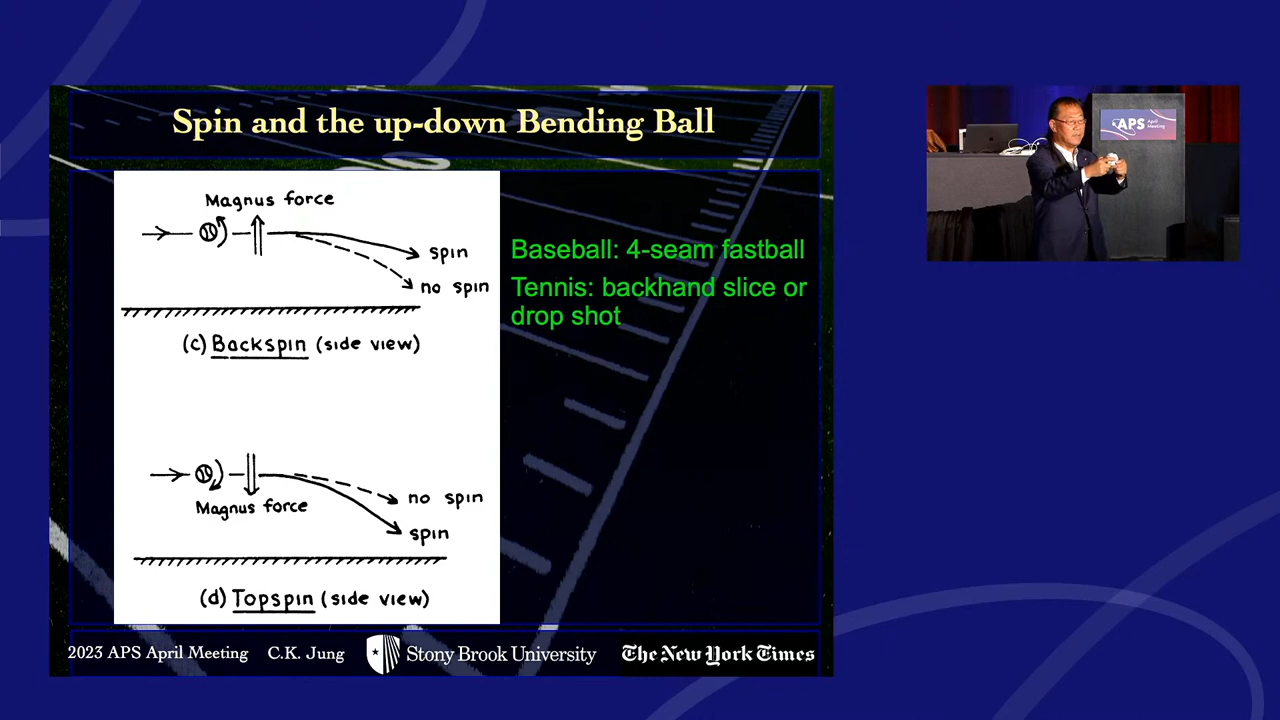 Spin and the up-down Bending Ball
Magnus force
spin
no spin
(c) Backspin (side view)
Magnus force
no spin
spin
(d) Topspin (side view)
Baseball: 4-seam fastball
Tennis: backhand slice or
drop shot
2023 APS April Meeting C.K. Jung Stony Brook University The New York Times
APS April
Meeting